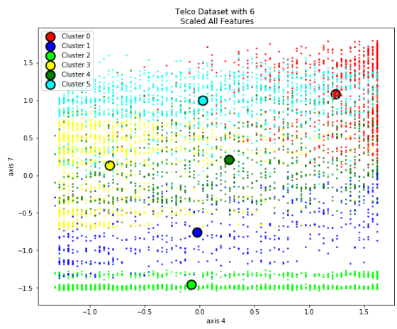 Telco Dataset with 6
Scaled All Features
Cluster 0
Cluster 1
Cluster 2
Cluster 3
Cluster 4
Cluster 5
1.5
1.0
0.5
0.0
−0.5
−1.0
−1.5
axis 7
−1.0
−0.5
0.0
0.5
1.0
1.5
axis 4